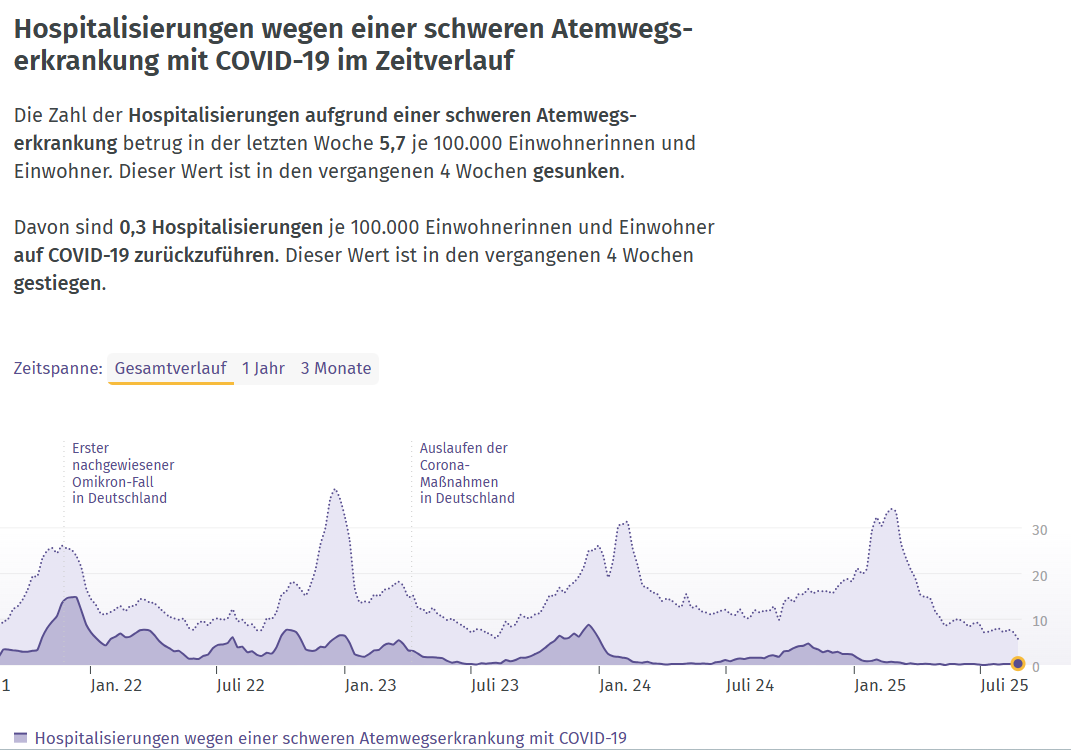 Hospitalisierungen wegen einer schweren Atemwegs-
erkrankung mit COVID-19 im Zeitverlauf
Die Zahl der Hospitalisierungen aufgrund einer schweren Atemwegs-
erkrankung betrug in der letzten Woche 5,7 je 100.000 Einwohnerinnen und
Einwohner. Dieser Wert ist in den vergangenen 4 Wochen gesunken.
Davon sind 0,3 Hospitalisierungen je 100.000 Einwohnerinnen und Einwohner
auf COVID-19 zurückzuführen. Dieser Wert ist in den vergangenen 4 Wochen
gestiegen.
Zeitspanne: Gesamtverlauf 1 Jahr 3 Monate
Erster
nachgewiesener
Omikron-Fall
in Deutschland
Auslaufen der
Corona-
Maßnahmen
in Deutschland
30
20
10
0
1 Jan. 22 Juli 22 Jan. 23 Juli 23 Jan. 24 Juli 24 Jan. 25 Juli 25
Hospitalisierungen wegen einer schweren Atemwegserkrankung mit COVID-19